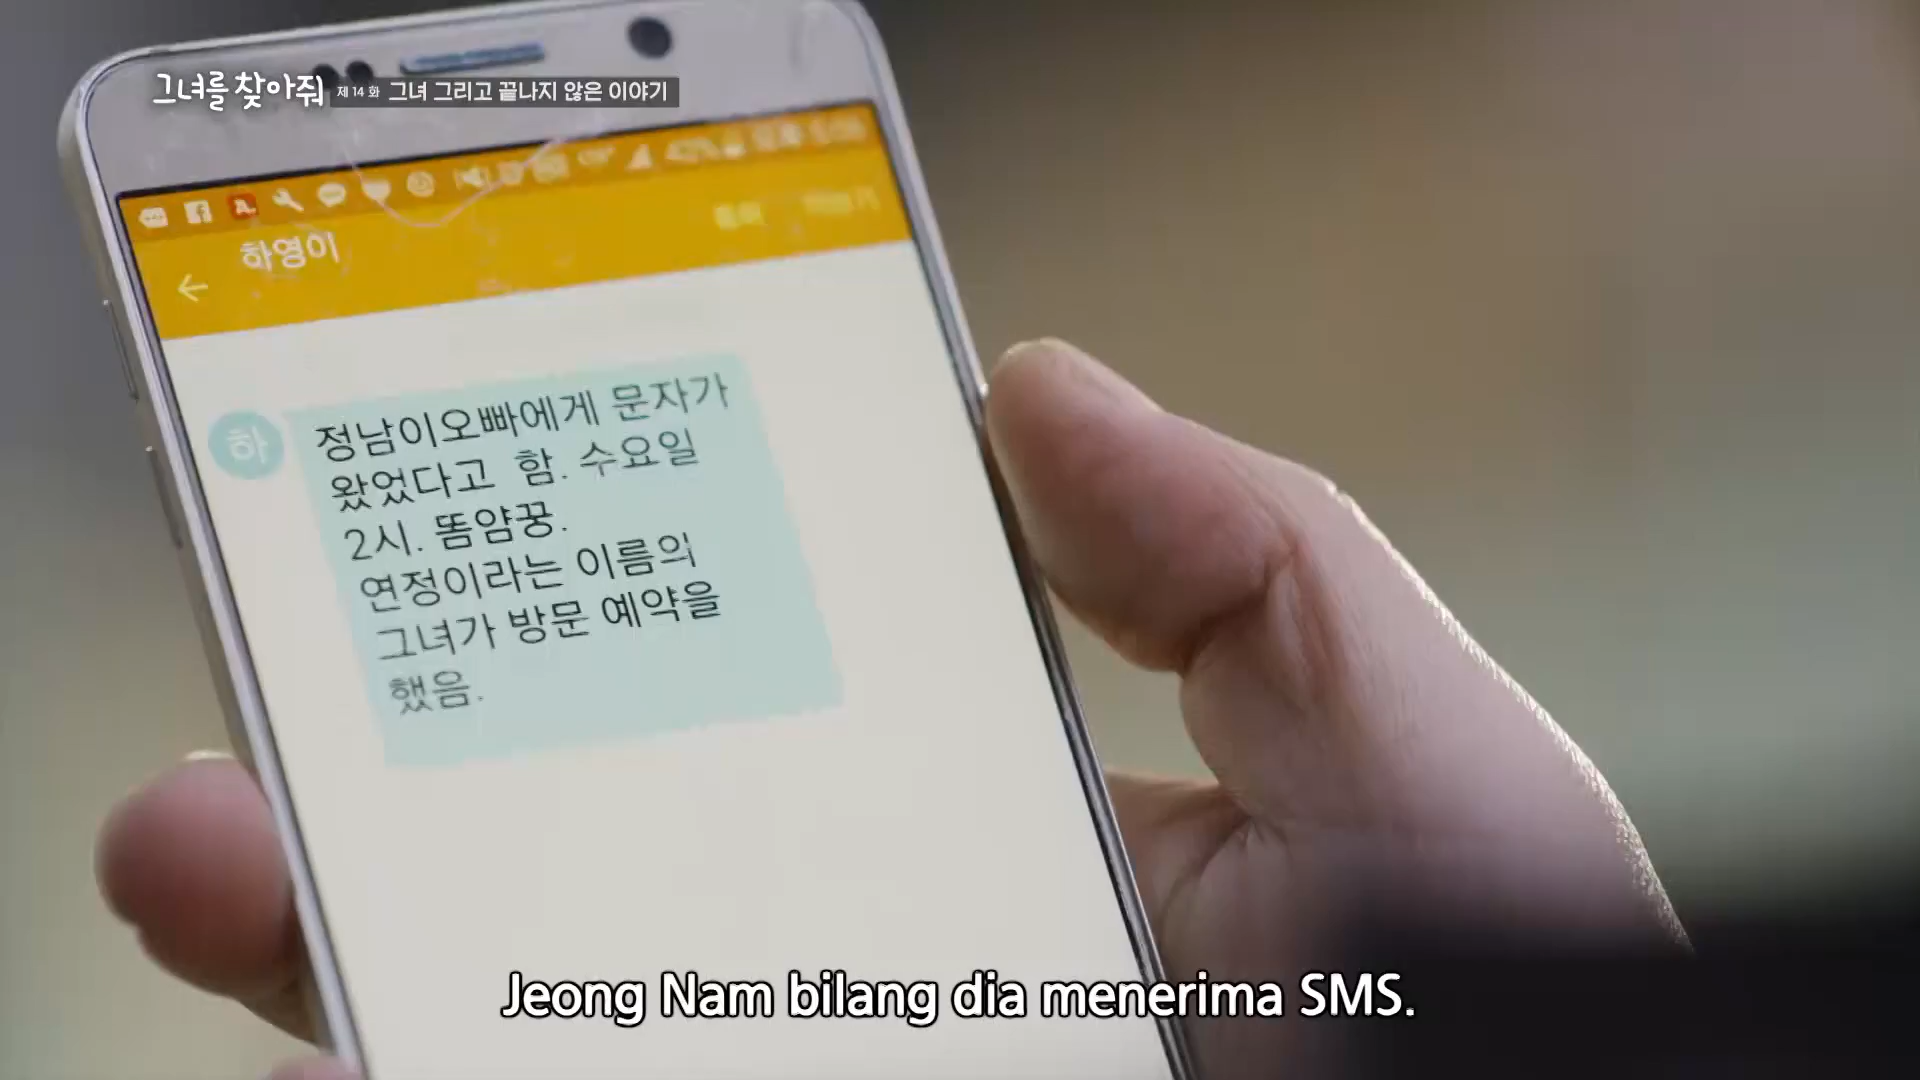 그녀를 찾아줘 제 14 화 그녀 그리고 끝나지 않은 이야기
하영이
하
정남이오빠에게 문자가
왔었다고 함. 수요일
2시. 똠얌꿍.
연정이라는 이름의
그녀가 방문 예약을
했음.
Jeong Nam bilang dia menerima SMS.